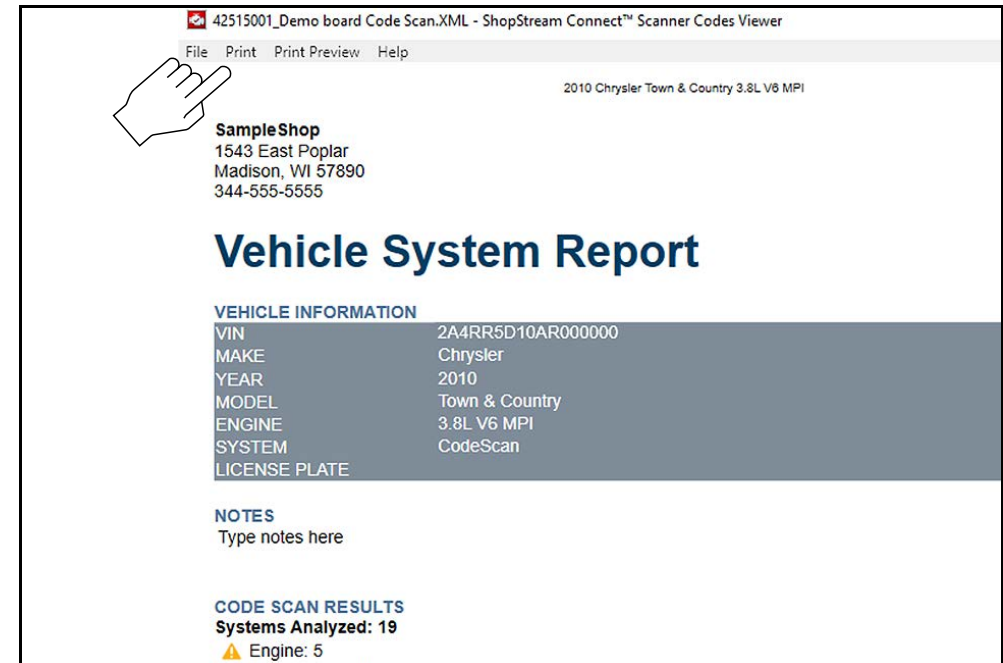 42515001_Demo board Code Scan.XML - ShopStream Connect™ Scanner Codes Viewer
File Print Print Preview Help
2010 Chrysler Town & Country 3.8L V6 MPI
SampleShop
1543 East Poplar
Madison, WI 57890
344-555-5555
Vehicle System Report
VEHICLE INFORMATION
VIN 2A4RR5D10AR000000
MAKE Chrysler
YEAR 2010
MODEL Town & Country
ENGINE 3.8L V6 MPI
SYSTEM CodeScan
LICENSE PLATE
NOTES
Type notes here
CODE SCAN RESULTS
Systems Analyzed: 19
Engine: 5